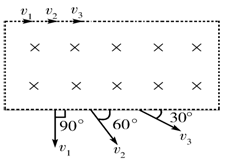 v₁ v₂ v₃
× × × × ×
× × × × ×
90° 60° 30°
v₁ v₂ v₃